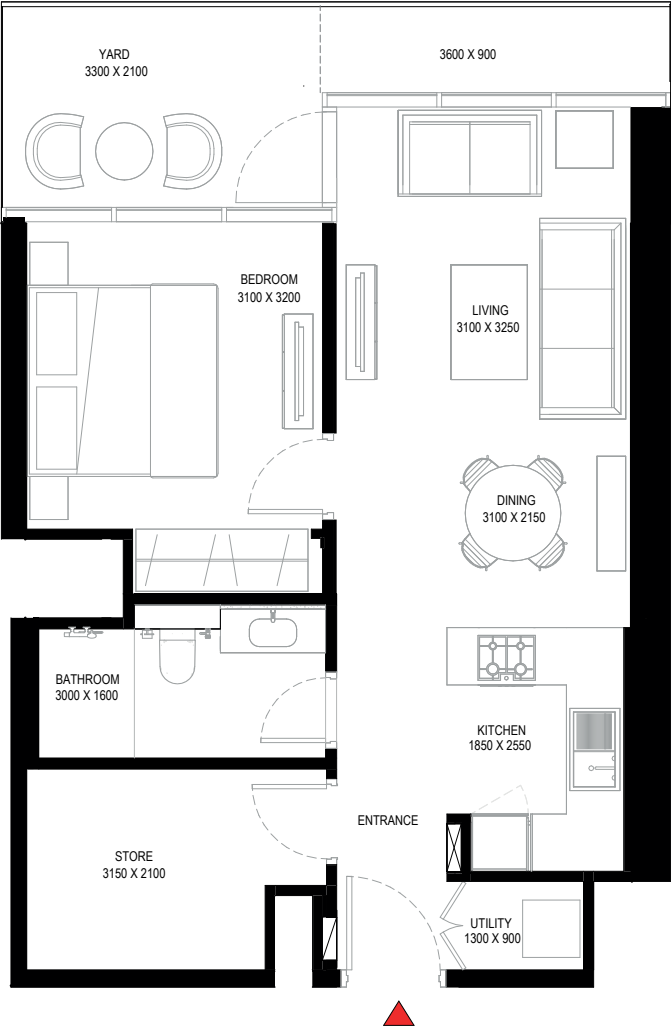 YARD
3300 X 2100
3600 X 900
BEDROOM
3100 X 3200
LIVING
3100 X 3250
DINING
3100 X 2150
BATHROOM
3000 X 1600
KITCHEN
1850 X 2550
ENTRANCE
STORE
3150 X 2100
UTILITY
1300 X 900